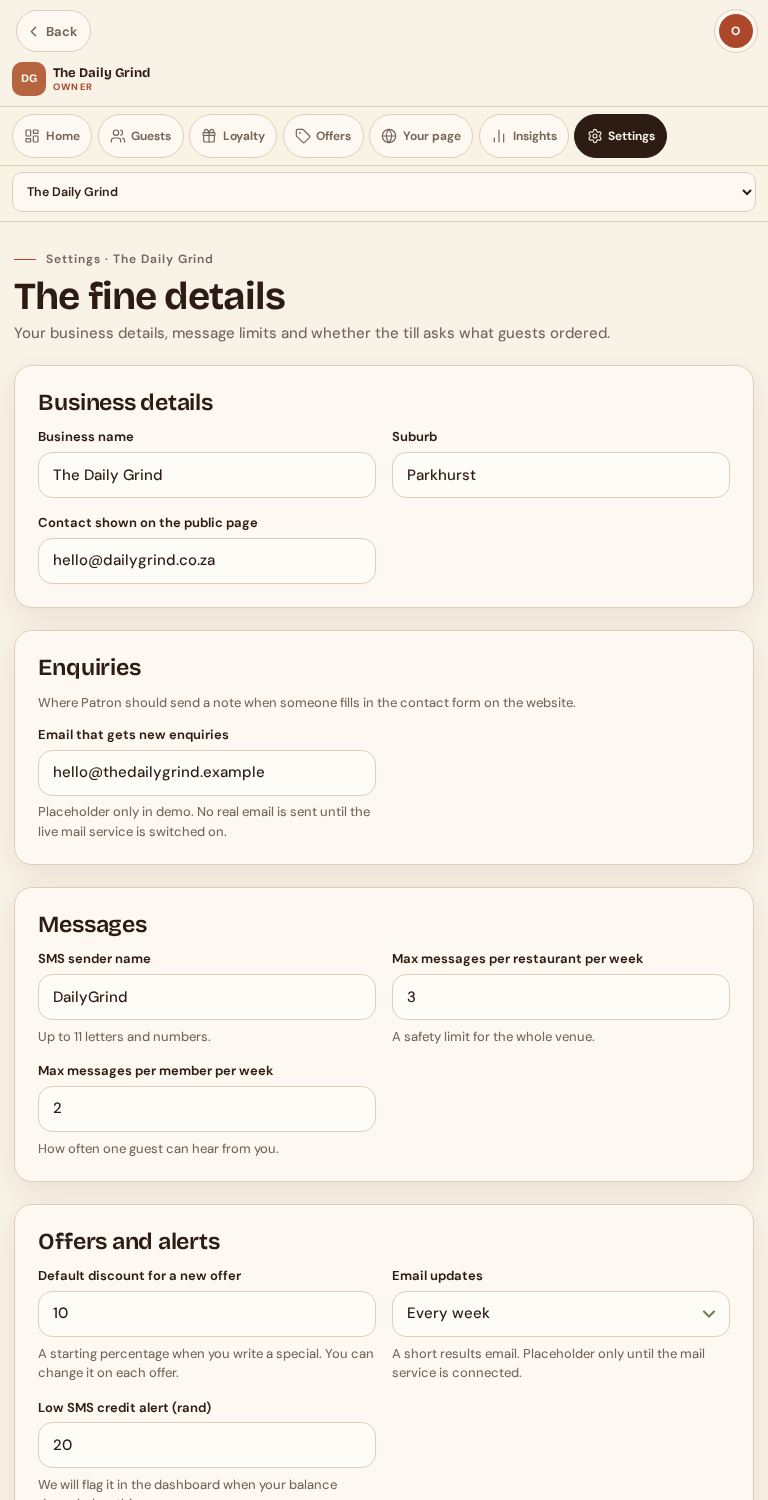 Back
O
DG
The Daily Grind
OWNER
Home
Guests
Loyalty
Offers
Your page
Insights
Settings
The Daily Grind
Settings · The Daily Grind
The fine details
Your business details, message limits and whether the till asks what guests ordered.
Business details
Business name
Suburb
The Daily Grind
Parkhurst
Contact shown on the public page
hello@dailygrind.co.za
Enquiries
Where Patron should send a note when someone fills in the contact form on the website.
Email that gets new enquiries
hello@thedailygrind.example
Placeholder only in demo. No real email is sent until the
live mail service is switched on.
Messages
SMS sender name
Max messages per restaurant per week
DailyGrind
3
Up to 11 letters and numbers.
A safety limit for the whole venue.
Max messages per member per week
2
How often one guest can hear from you.
Offers and alerts
Default discount for a new offer
Email updates
10
Every week
A starting percentage when you write a special. You can
change it on each offer.
A short results email. Placeholder only until the mail
service is connected.
Low SMS credit alert (rand)
20
We will flag it in the dashboard when your balance